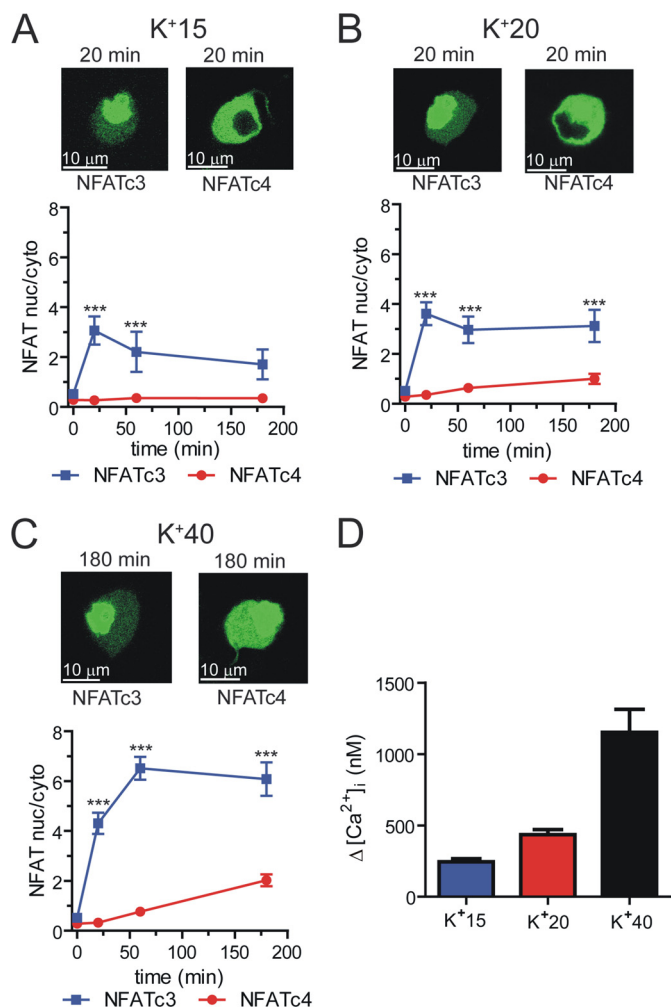 A
K⁺15
20 min 20 min
10 μm 10 μm
NFATc3 NFATc4
NFAT nuc/cyto
8
6
4
2
0
*** ***
0 50 100 150 200
time (min)
NFATc3 NFATc4
B
K⁺20
20 min 20 min
10 μm 10 μm
NFATc3 NFATc4
NFAT nuc/cyto
8
6
4
2
0
*** *** ***
0 50 100 150 200
time (min)
NFATc3 NFATc4
C
K⁺40
180 min 180 min
10 μm 10 μm
NFATc3 NFATc4
NFAT nuc/cyto
8
6
4
2
0
*** *** ***
0 50 100 150 200
time (min)
NFATc3 NFATc4
D
Δ [Ca²⁺]i (nM)
1500
1000
500
0
K⁺15 K⁺20 K⁺40